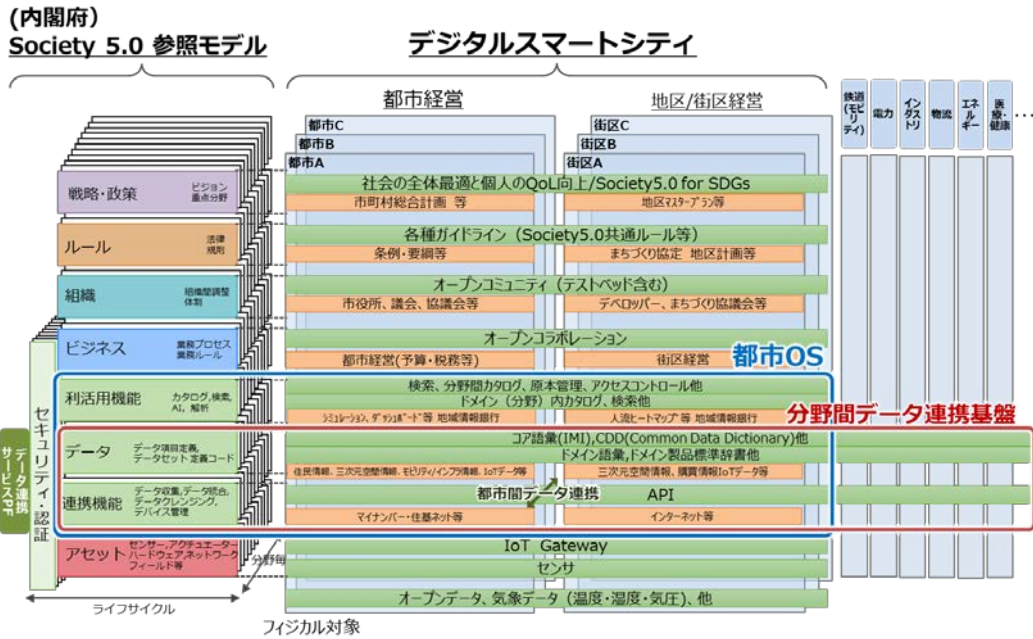 (内閣府)
Society 5.0 参照モデル
デジタルスマートシティ
都市経営
地区/街区経営
鉄道
(モビリ
ティ)
電力
インダ
ストリ
物流
エネ
ルギー
医
療・
健康
・・・
都市C
都市B
都市A
街区C
街区B
街区A
戦略・政策
ビジョン
重点分野
社会の全体最適と個人のQoL向上/Society5.0 for SDGs
市町村総合計画 等
地区マスタープラン等
ルール
法律
規則
各種ガイドライン(Society5.0共通ルール等)
条例・要綱等
まちづくり協定 地区計画等
組織
組織間調整
体制
オープンコミュニティ(テストベッド含む)
市役所、議会、協議会等
デベロッパー、まちづくり協議会等
ビジネス
業務プロセス
業務ルール
オープンコラボレーション
都市経営(予算・税務等)
街区経営
都市OS
利活用機能
カタログ,検索,
AI, 解析
検索、分野間カタログ、原本管理、アクセスコントロール他
ドメイン(分野)内カタログ、検索他
シミュレーション、ダッシュボード等 地域情報銀行
人流ヒートマップ等 地域情報銀行
分野間データ連携基盤
データ
データ項目定義,
データセット定義コード
コア語彙(IMI),CDD(Common Data Dictionary)他
ドメイン語彙,ドメイン製品標準辞書他
住民情報、三次元空間情報、モビリティ/インフラ情報、IoTデータ等
三次元空間情報、購買情報IoTデータ等
都市間データ連携
連携機能
データ収集,データ統合,
データクレンジング,
デバイス管理
API
マイナンバー・住基ネット等
インターネット等
アセット
センサー,アクチュエーター
ハードウェア,ネットワーク
フィールド等
分野毎
IoT Gateway
センサ
オープンデータ、気象データ(温度・湿度・気圧)、他
セキュリティ・認証
データ連携
サービスPF
ライフサイクル
フィジカル対象